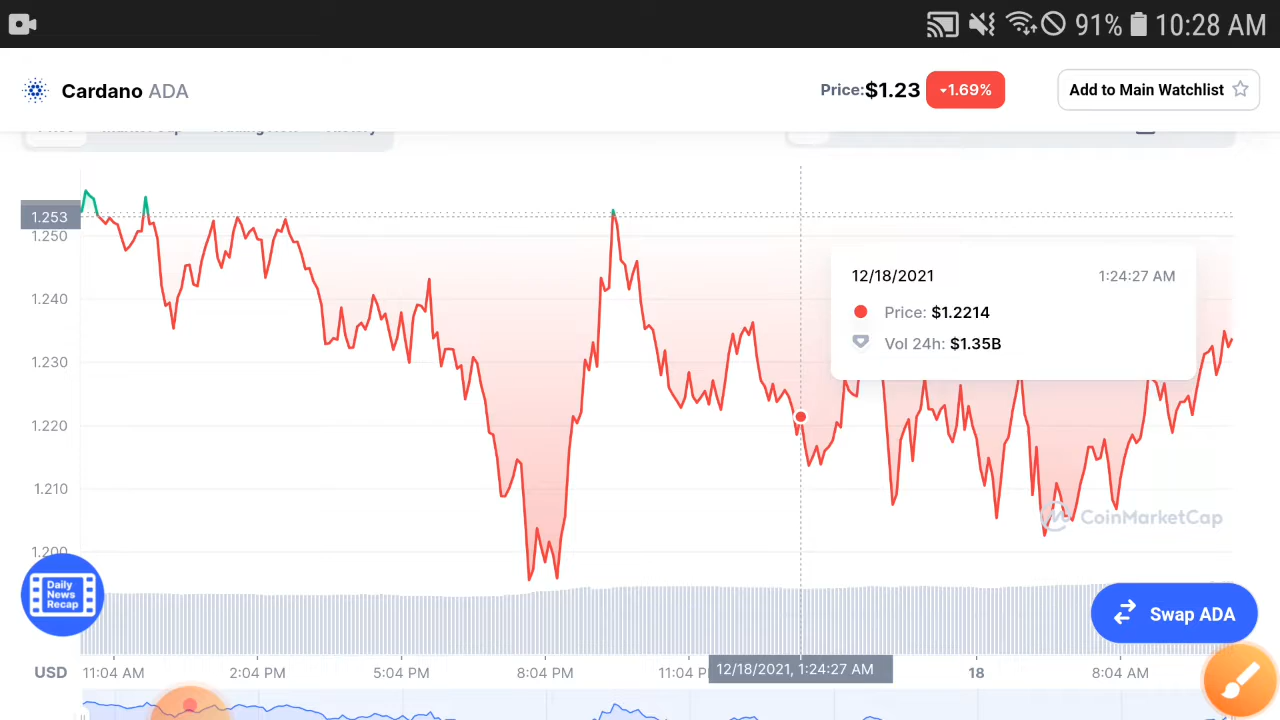 91% 10:28 AM
Cardano ADA
Price: $1.23 1.69%
Add to Main Watchlist
1.253
1.250
1.240
1.230
1.220
1.210
1.200
12/18/2021 1:24:27 AM
Price: $1.2214
Vol 24h: $1.35B
CoinMarketCap
Daily
News
Recap
Swap ADA
USD 11:04 AM 2:04 PM 5:04 PM 8:04 PM 11:04 P 12/18/2021, 1:24:27 AM 18 8:04 AM